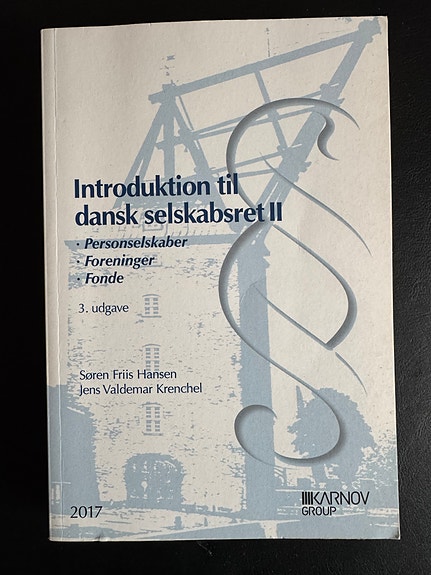 Introduktion til
dansk selskabsret II
· Personselskaber
· Foreninger
· Fonde
3. udgave
Søren Friis Hansen
Jens Valdemar Krenchel
2017
KARNOV
GROUP
§